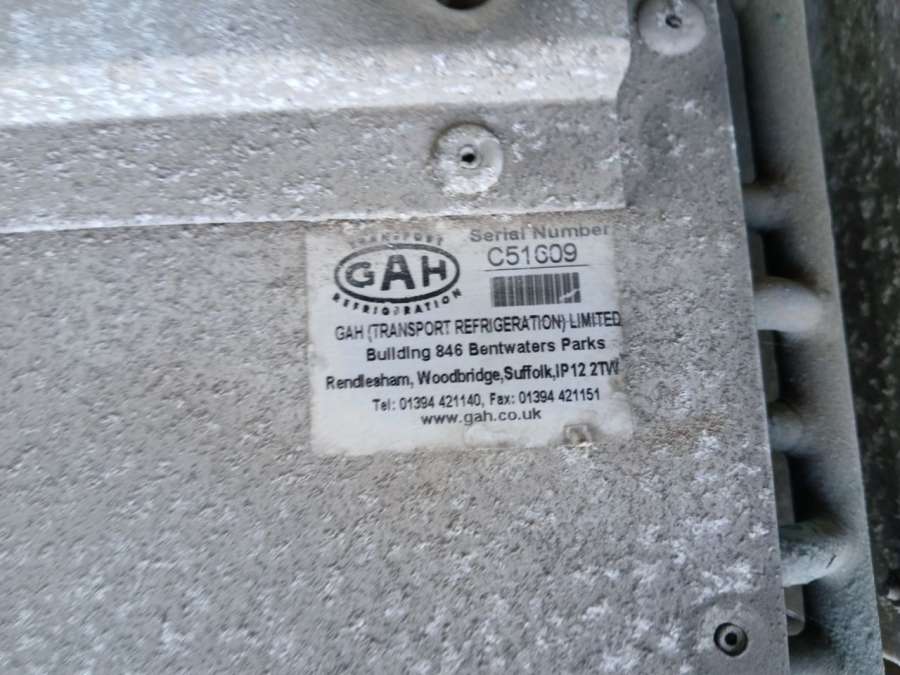 TRANSPORT
GAH
REFRIGERATION
Serial Number
C51609
GAH (TRANSPORT REFRIGERATION) LIMITED
Building 846 Bentwaters Parks
Rendlesham, Woodbridge,Suffolk,IP12 2TW
Tel: 01394 421140, Fax: 01394 421151
www.gah.co.uk